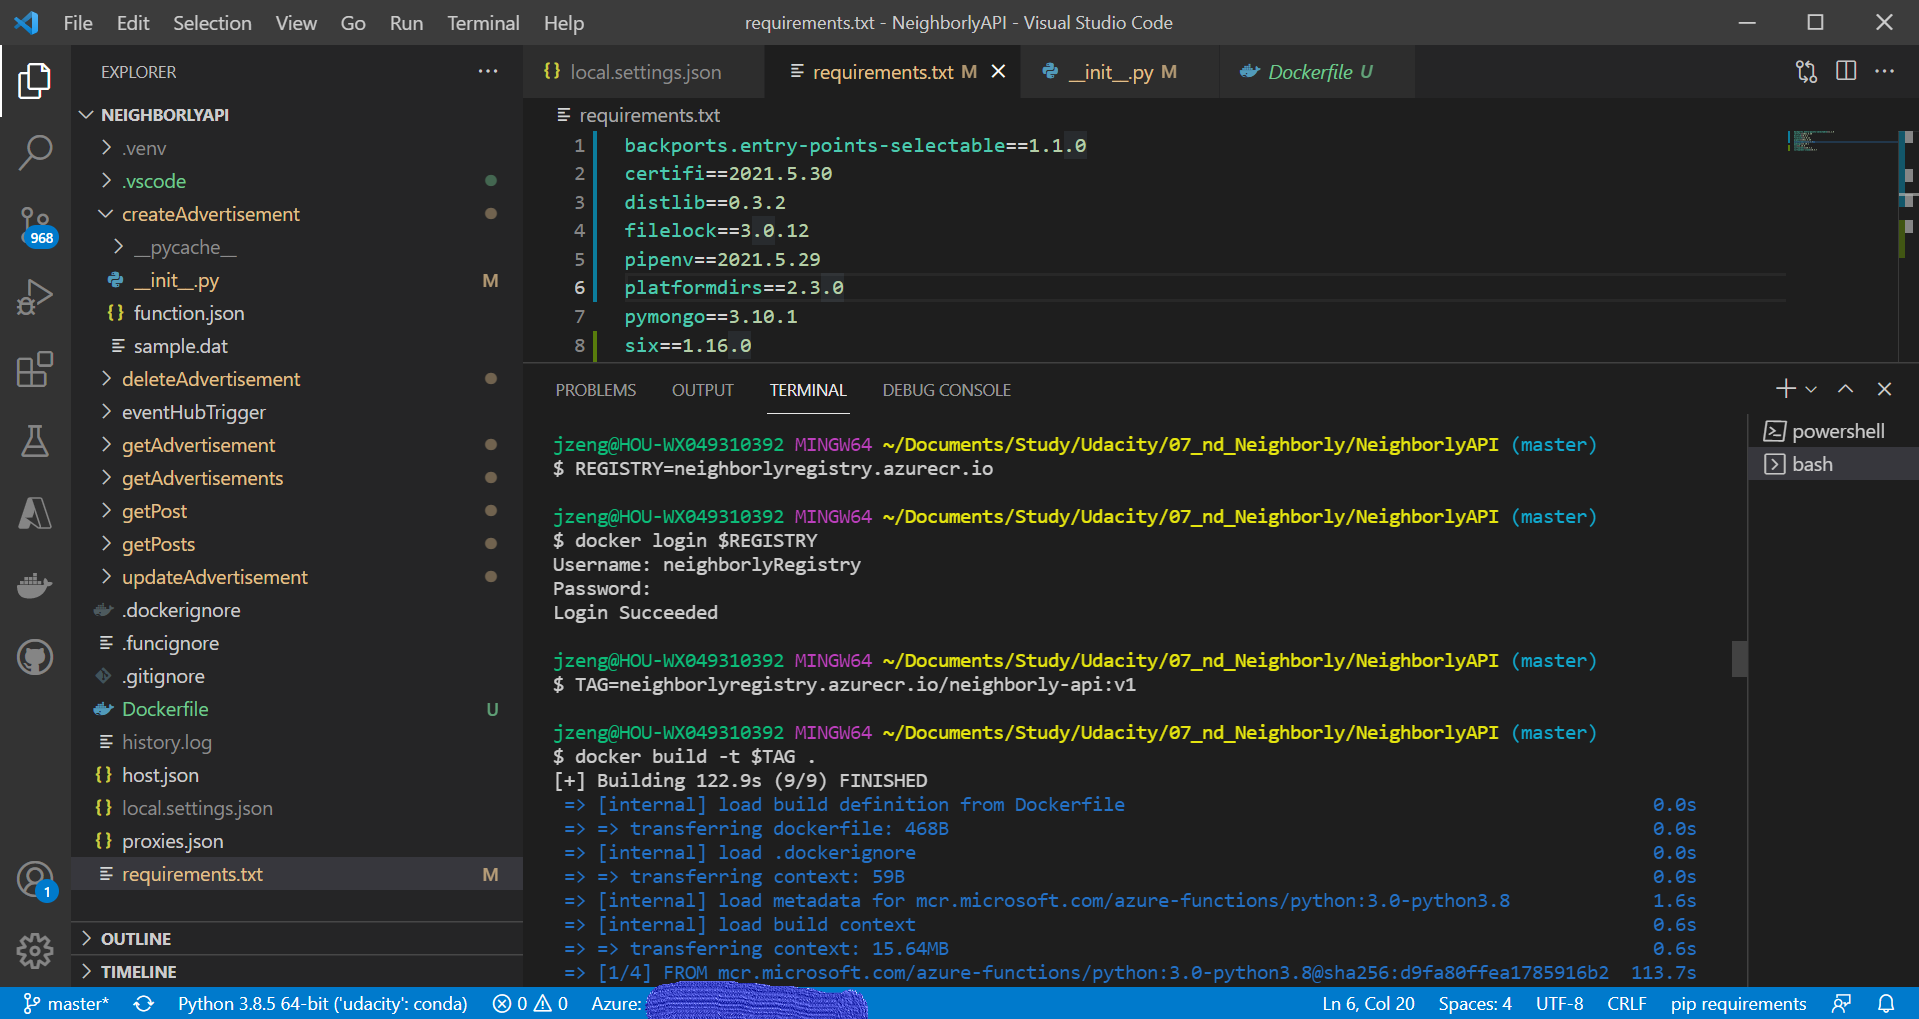 File Edit Selection View Go Run Terminal Help requirements.txt - NeighborlyAPI - Visual Studio Code
EXPLORER
NEIGHBORLYAPI
.venv
.vscode
createAdvertisement
__pycache__
__init__.py M
function.json
sample.dat
deleteAdvertisement
eventHubTrigger
getAdvertisement
getAdvertisements
getPost
getPosts
updateAdvertisement
.dockerignore
.funcignore
.gitignore
Dockerfile U
history.log
host.json
local.settings.json
proxies.json
requirements.txt M
OUTLINE
TIMELINE
968
1
local.settings.json requirements.txt M __init__.py M Dockerfile U
requirements.txt
1 backports.entry-points-selectable==1.1.0
2 certifi==2021.5.30
3 distlib==0.3.2
4 filelock==3.0.12
5 pipenv==2021.5.29
6 platformdirs==2.3.0
7 pymongo==3.10.1
8 six==1.16.0
PROBLEMS OUTPUT TERMINAL DEBUG CONSOLE
jzeng@HOU-WX049310392 MINGW64 ~/Documents/Study/Udacity/07_nd_Neighborly/NeighborlyAPI (master)
$ REGISTRY=neighborlyregistry.azurecr.io
jzeng@HOU-WX049310392 MINGW64 ~/Documents/Study/Udacity/07_nd_Neighborly/NeighborlyAPI (master)
$ docker login $REGISTRY
Username: neighborlyRegistry
Password:
Login Succeeded
jzeng@HOU-WX049310392 MINGW64 ~/Documents/Study/Udacity/07_nd_Neighborly/NeighborlyAPI (master)
$ TAG=neighborlyregistry.azurecr.io/neighborly-api:v1
jzeng@HOU-WX049310392 MINGW64 ~/Documents/Study/Udacity/07_nd_Neighborly/NeighborlyAPI (master)
$ docker build -t $TAG .
[+] Building 122.9s (9/9) FINISHED
=> [internal] load build definition from Dockerfile 0.0s
=> => transferring dockerfile: 468B 0.0s
=> [internal] load .dockerignore 0.0s
=> => transferring context: 59B 0.0s
=> [internal] load metadata for mcr.microsoft.com/azure-functions/python:3.0-python3.8 1.6s
=> [internal] load build context 0.6s
=> => transferring context: 15.64MB 0.6s
=> [1/4] FROM mcr.microsoft.com/azure-functions/python:3.0-python3.8@sha256:d9fa80ffea1785916b2 113.7s
powershell
bash
master* Python 3.8.5 64-bit ('udacity': conda) 0 0 Azure: Ln 6, Col 20 Spaces: 4 UTF-8 CRLF pip requirements